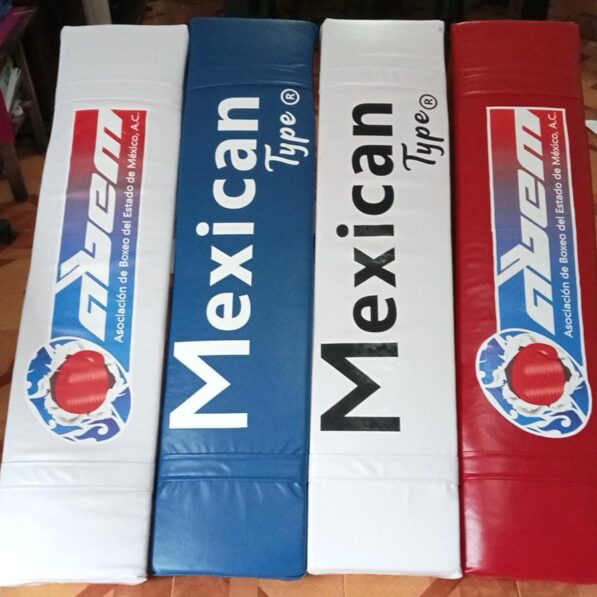 abem
Asociación de Boxeo del Estado de México, A.C.
Mexican
Type ®
Mexican
Type ®
abem
Asociación de Boxeo del Estado de México, A.C.